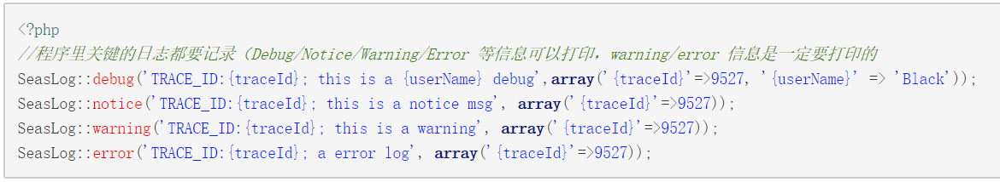 <?php
//程序里关键的日志都要记录（Debug/Notice/Warning/Error 等信息可以打印，warning/error 信息是一定要打印的
SeasLog::debug('TRACE_ID:{traceId}; this is a {userName} debug',array('{traceId}'=>9527, '{userName}' => 'Black'));
SeasLog::notice('TRACE_ID:{traceId}; this is a notice msg', array('{traceId}'=>9527));
SeasLog::warning('TRACE_ID:{traceId}; this is a warning', array('{traceId}'=>9527));
SeasLog::error('TRACE_ID:{traceId}; a error log', array('{traceId}'=>9527));